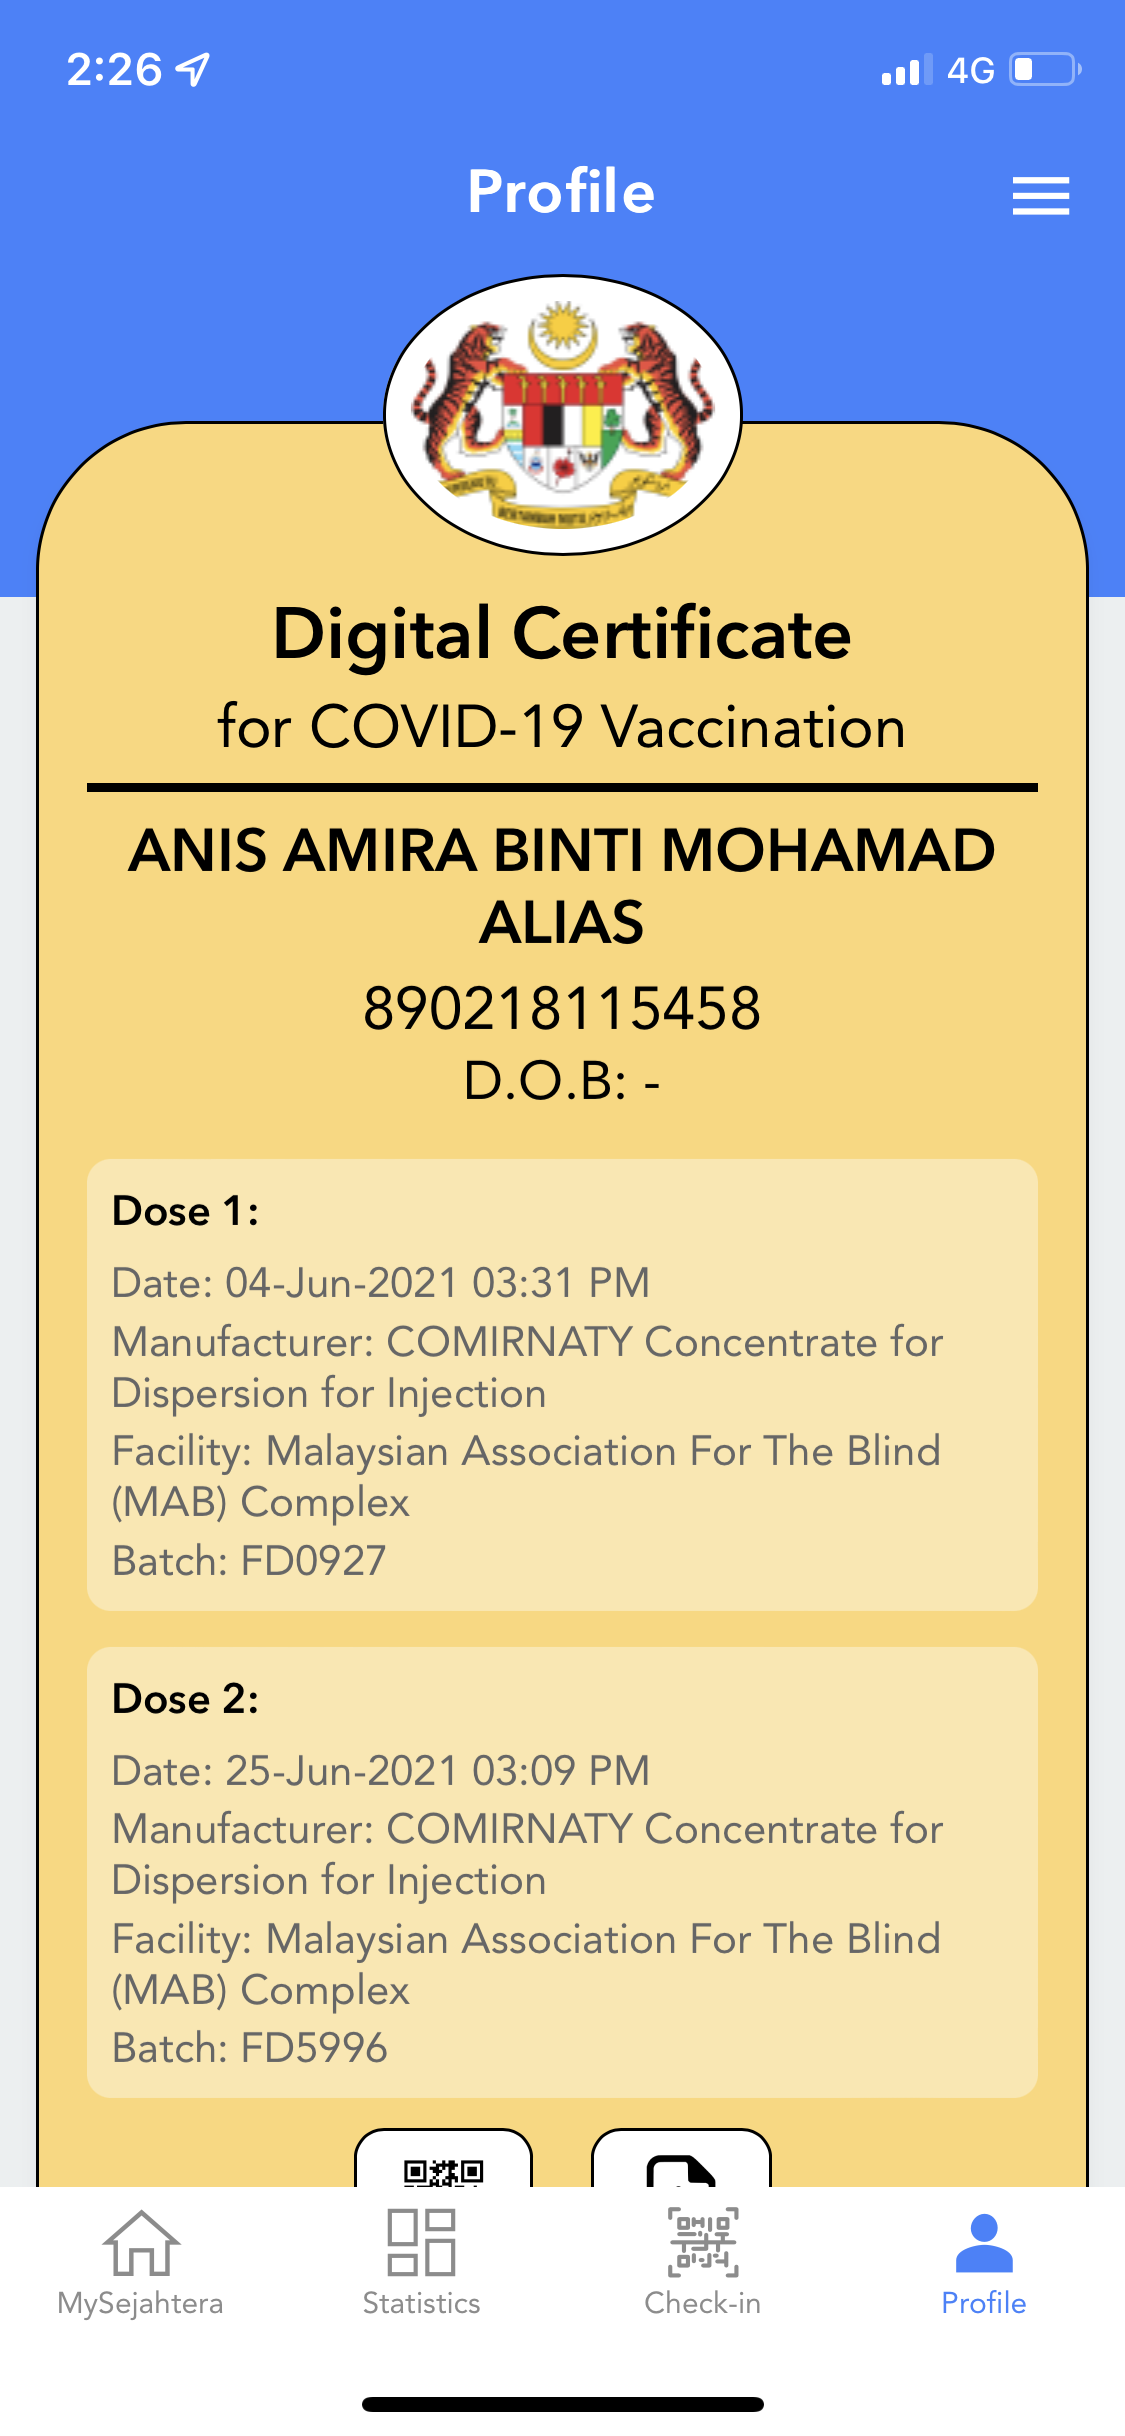 2:26
4G
Profile
Digital Certificate
for COVID-19 Vaccination
ANIS AMIRA BINTI MOHAMAD
ALIAS
890218115458
D.O.B: -
Dose 1:
Date: 04-Jun-2021 03:31 PM
Manufacturer: COMIRNATY Concentrate for
Dispersion for Injection
Facility: Malaysian Association For The Blind
(MAB) Complex
Batch: FD0927
Dose 2:
Date: 25-Jun-2021 03:09 PM
Manufacturer: COMIRNATY Concentrate for
Dispersion for Injection
Facility: Malaysian Association For The Blind
(MAB) Complex
Batch: FD5996
MySejahtera
Statistics
Check-in
Profile